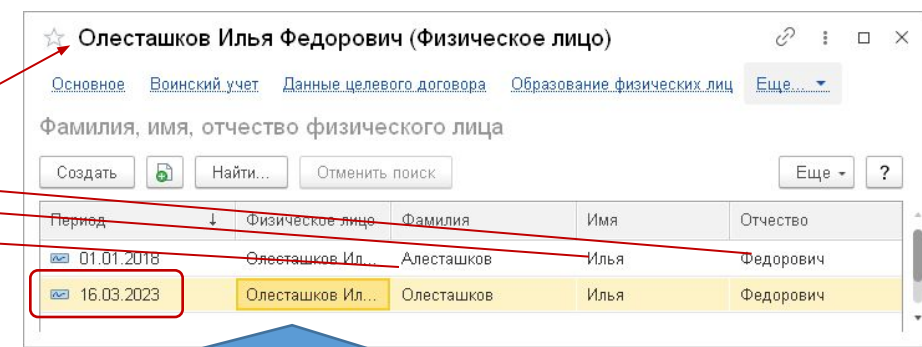 Олесташков Илья Федорович (Физическое лицо)
Основное Воинский учет Данные целевого договора Образование физических лиц Еще...
Фамилия, имя, отчество физического лица
Создать Найти... Отменить поиск Еще ?
Период ↓ Физическое лицо Фамилия Имя Отчество
01.01.2018 Олесташков Ил... Алесташков Илья Федорович
16.03.2023 Олесташков Ил... Олесташков Илья Федорович